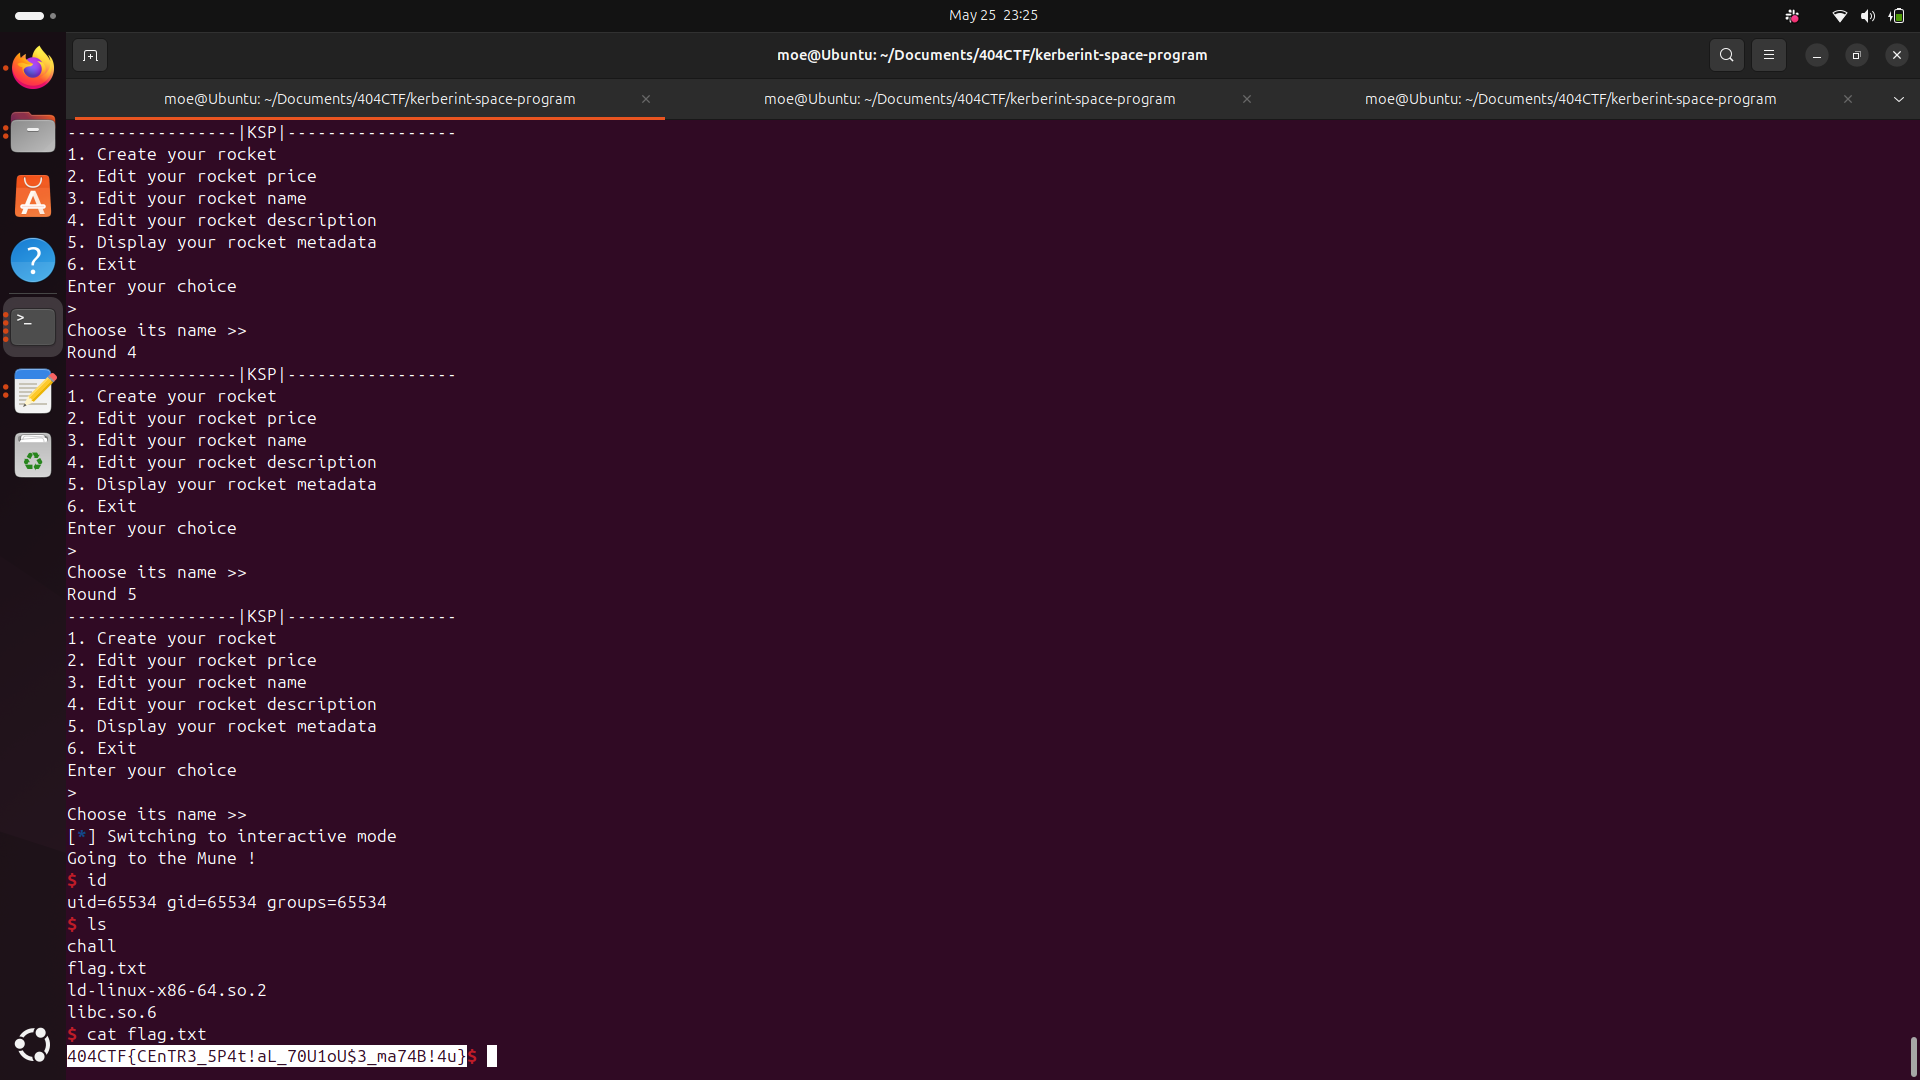 May 25 23:25
moe@Ubuntu: ~/Documents/404CTF/kerberint-space-program
moe@Ubuntu: ~/Documents/404CTF/kerberint-space-program
moe@Ubuntu: ~/Documents/404CTF/kerberint-space-program
moe@Ubuntu: ~/Documents/404CTF/kerberint-space-program
-----------------|KSP|-----------------
1. Create your rocket
2. Edit your rocket price
3. Edit your rocket name
4. Edit your rocket description
5. Display your rocket metadata
6. Exit
Enter your choice
>
Choose its name >>
Round 4
-----------------|KSP|-----------------
1. Create your rocket
2. Edit your rocket price
3. Edit your rocket name
4. Edit your rocket description
5. Display your rocket metadata
6. Exit
Enter your choice
>
Choose its name >>
Round 5
-----------------|KSP|-----------------
1. Create your rocket
2. Edit your rocket price
3. Edit your rocket name
4. Edit your rocket description
5. Display your rocket metadata
6. Exit
Enter your choice
>
Choose its name >>
[*] Switching to interactive mode
Going to the Mune !
$ id
uid=65534 gid=65534 groups=65534
$ ls
chall
flag.txt
ld-linux-x86-64.so.2
libc.so.6
$ cat flag.txt
404CTF{CEnTR3_5P4t!aL_70U1oU$3_ma74B!4u}$